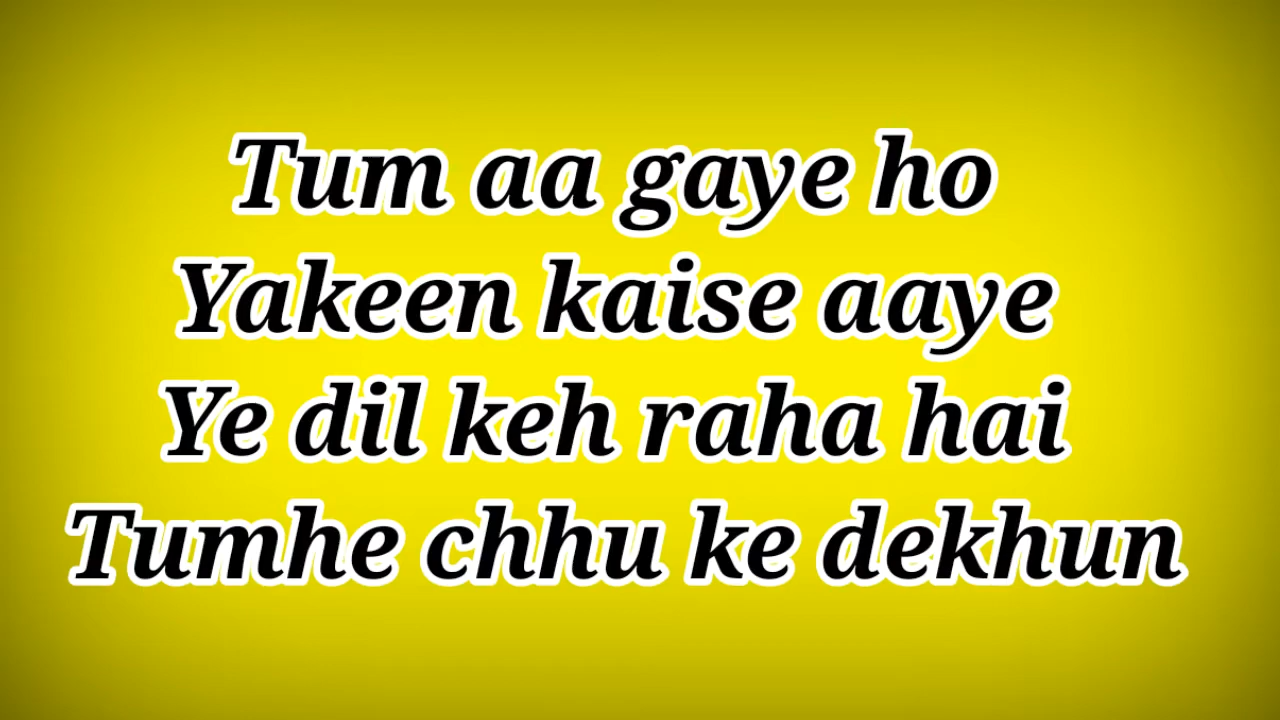 Tum aa gaye ho
Yakeen kaise aaye
Ye dil keh raha hai
Tumhe chhu ke dekhun